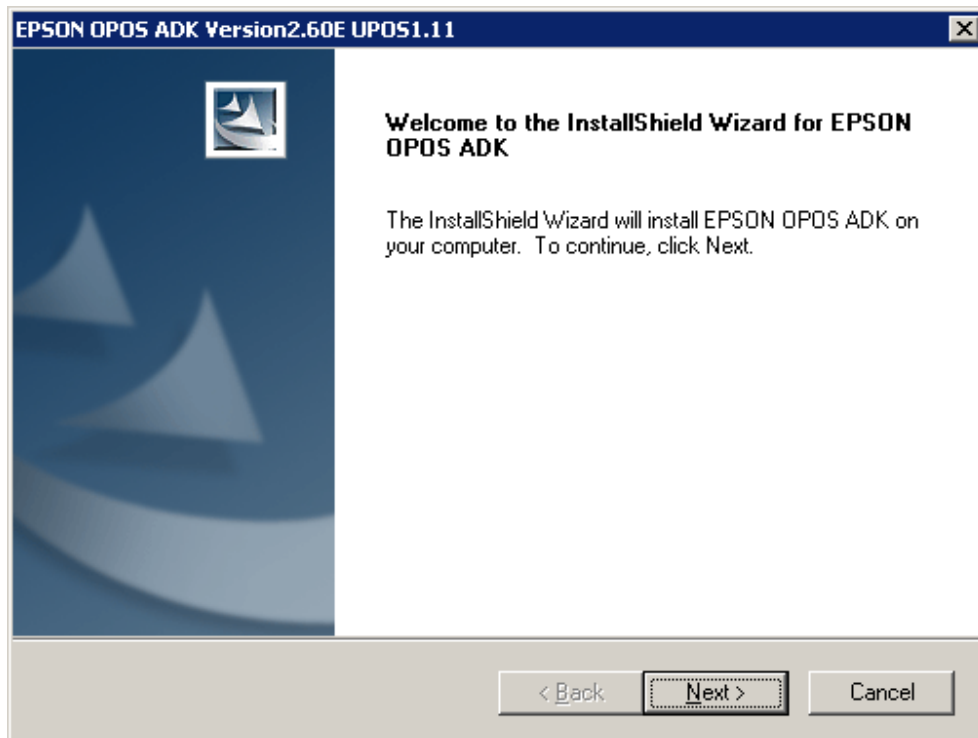 EPSON OPOS ADK Version2.60E UPOS1.11
Welcome to the InstallShield Wizard for EPSON
OPOS ADK
The InstallShield Wizard will install EPSON OPOS ADK on
your computer.  To continue, click Next.
< Back
Next >
Cancel